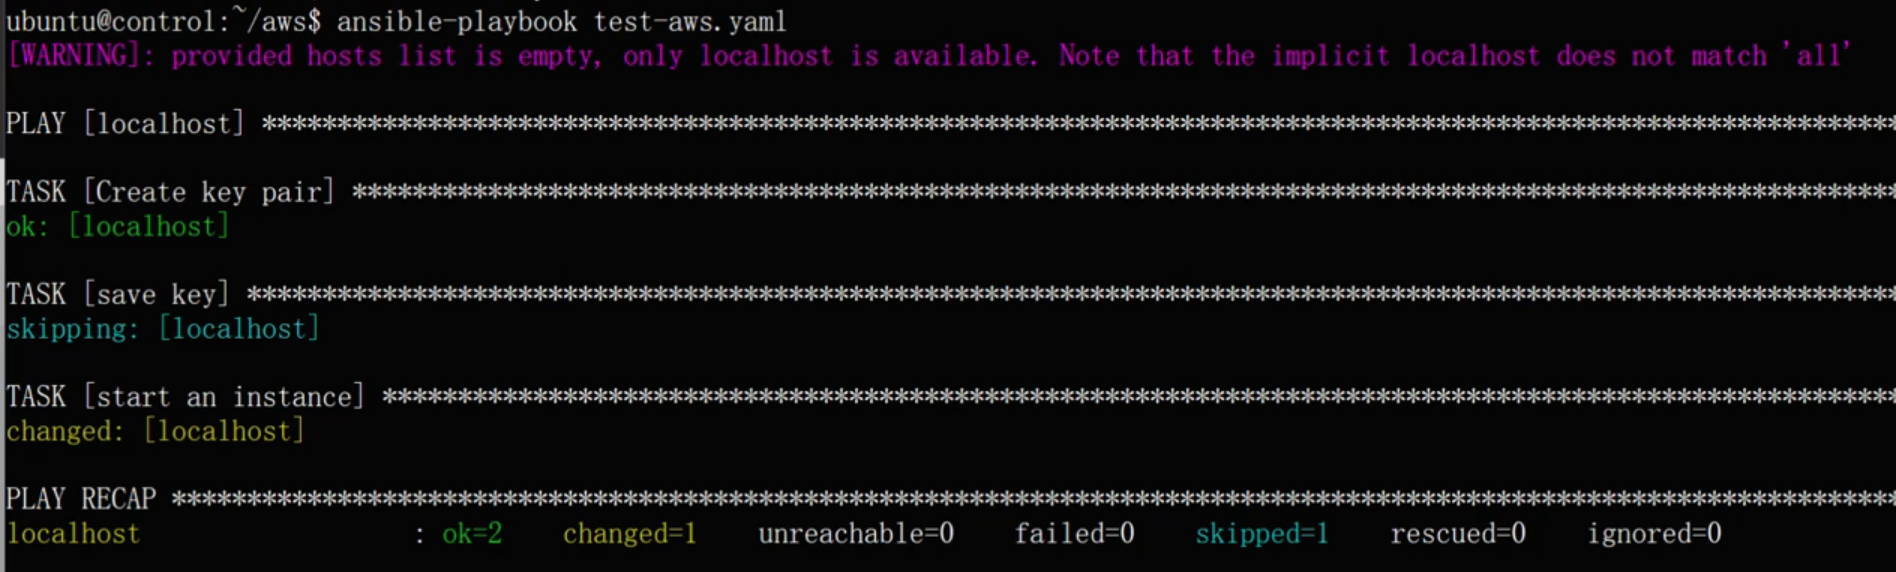 ubuntu@control:~/aws$ ansible-playbook test-aws.yaml
[WARNING]: provided hosts list is empty, only localhost is available. Note that the implicit localhost does not match 'all'
PLAY [localhost] *************************************************************************************************************
TASK [Create key pair] *******************************************************************************************************
ok: [localhost]
TASK [save key] **************************************************************************************************************
skipping: [localhost]
TASK [start an instance] *****************************************************************************************************
changed: [localhost]
PLAY RECAP *******************************************************************************************************************
localhost : ok=2 changed=1 unreachable=0 failed=0 skipped=1 rescued=0 ignored=0